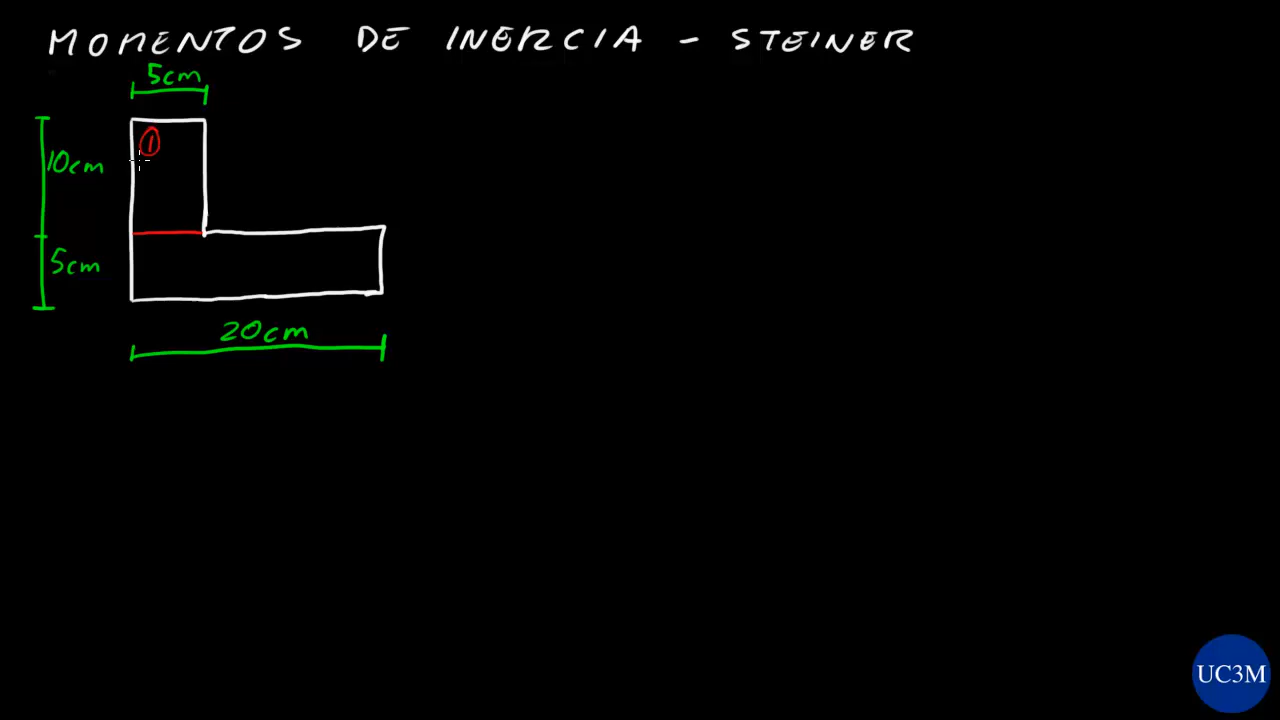 MOMENTOS DE INERCIA - STEINER
5cm
1
10cm
5cm
20cm
UC3M